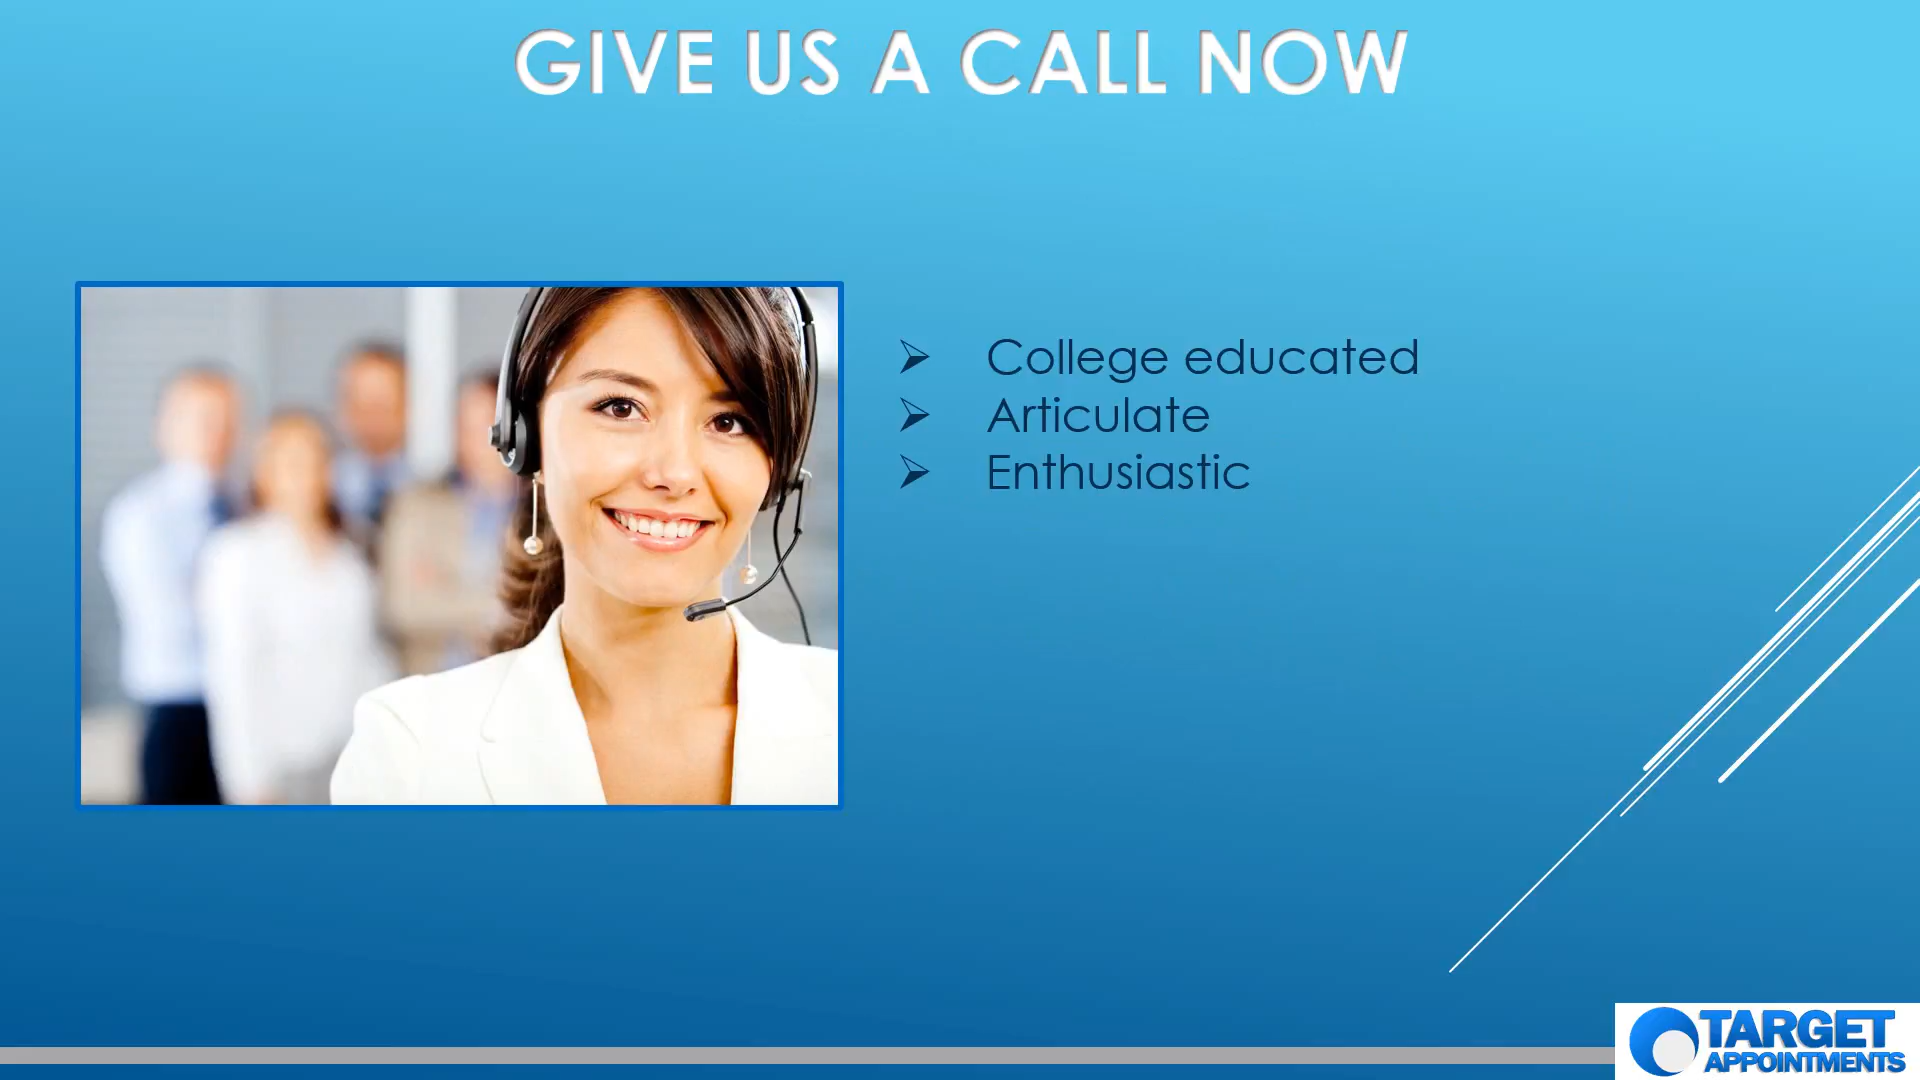 GIVE US A CALL NOW
College educated
Articulate
Enthusiastic
TARGET
APPOINTMENTS